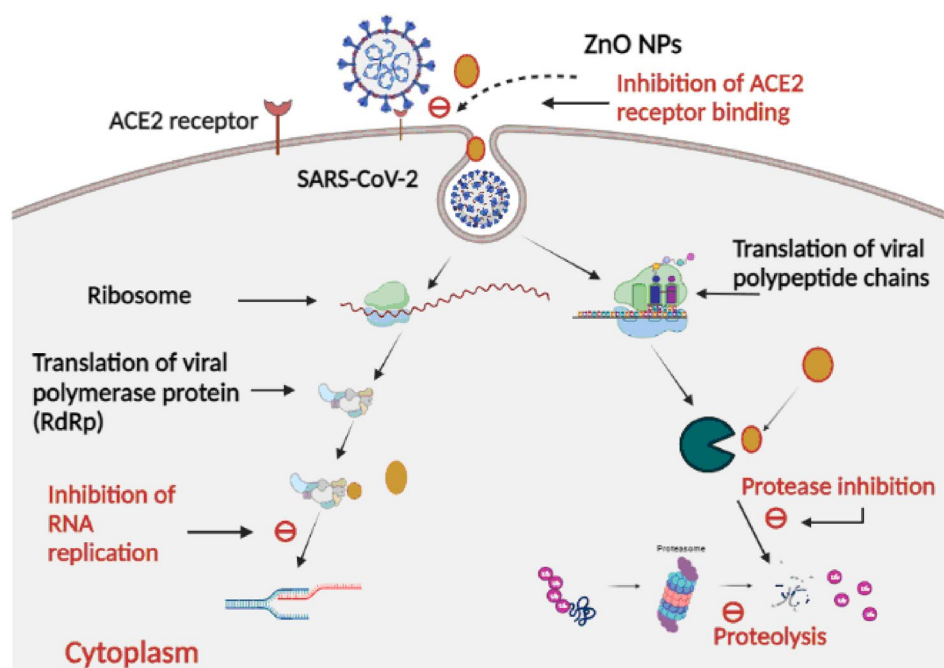 ZnO NPs
Inhibition of ACE2
receptor binding
ACE2 receptor
SARS-CoV-2
Translation of viral
polypeptide chains
Ribosome
Translation of viral
polymerase protein
(RdRp)
Inhibition of
RNA
replication
Protease inhibition
Proteasome
Proteolysis
Cytoplasm